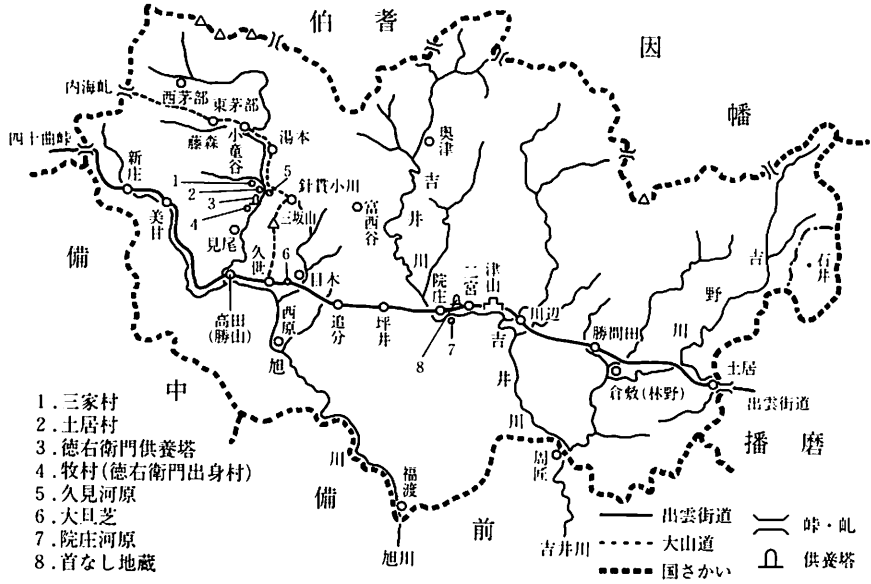 伯耆
因幡
内海乢
西茅部
東茅部
四十曲峠
藤森
小童谷
湯本
奥津
新庄
1
2
3
4
5
針貫小川
三坂山
富西谷
吉井川
吉野川
石井
美甘
備中
見尾
久世
6
目木
院庄
二宮
津山
川辺
高田
(勝山)
西原
追分
坪井
8
7
勝間田
土居
旭川
吉井川
倉敷(林野)
出雲街道
播磨
1.三家村
2.土居村
3.徳右衛門供養塔
4.牧村(徳右衛門出身村)
5.久見河原
6.大旦芝
7.院庄河原
8.首なし地蔵
備前
福渡
周匝
旭川
吉井川
出雲街道
大山道
国さかい
峠・乢
供養塔